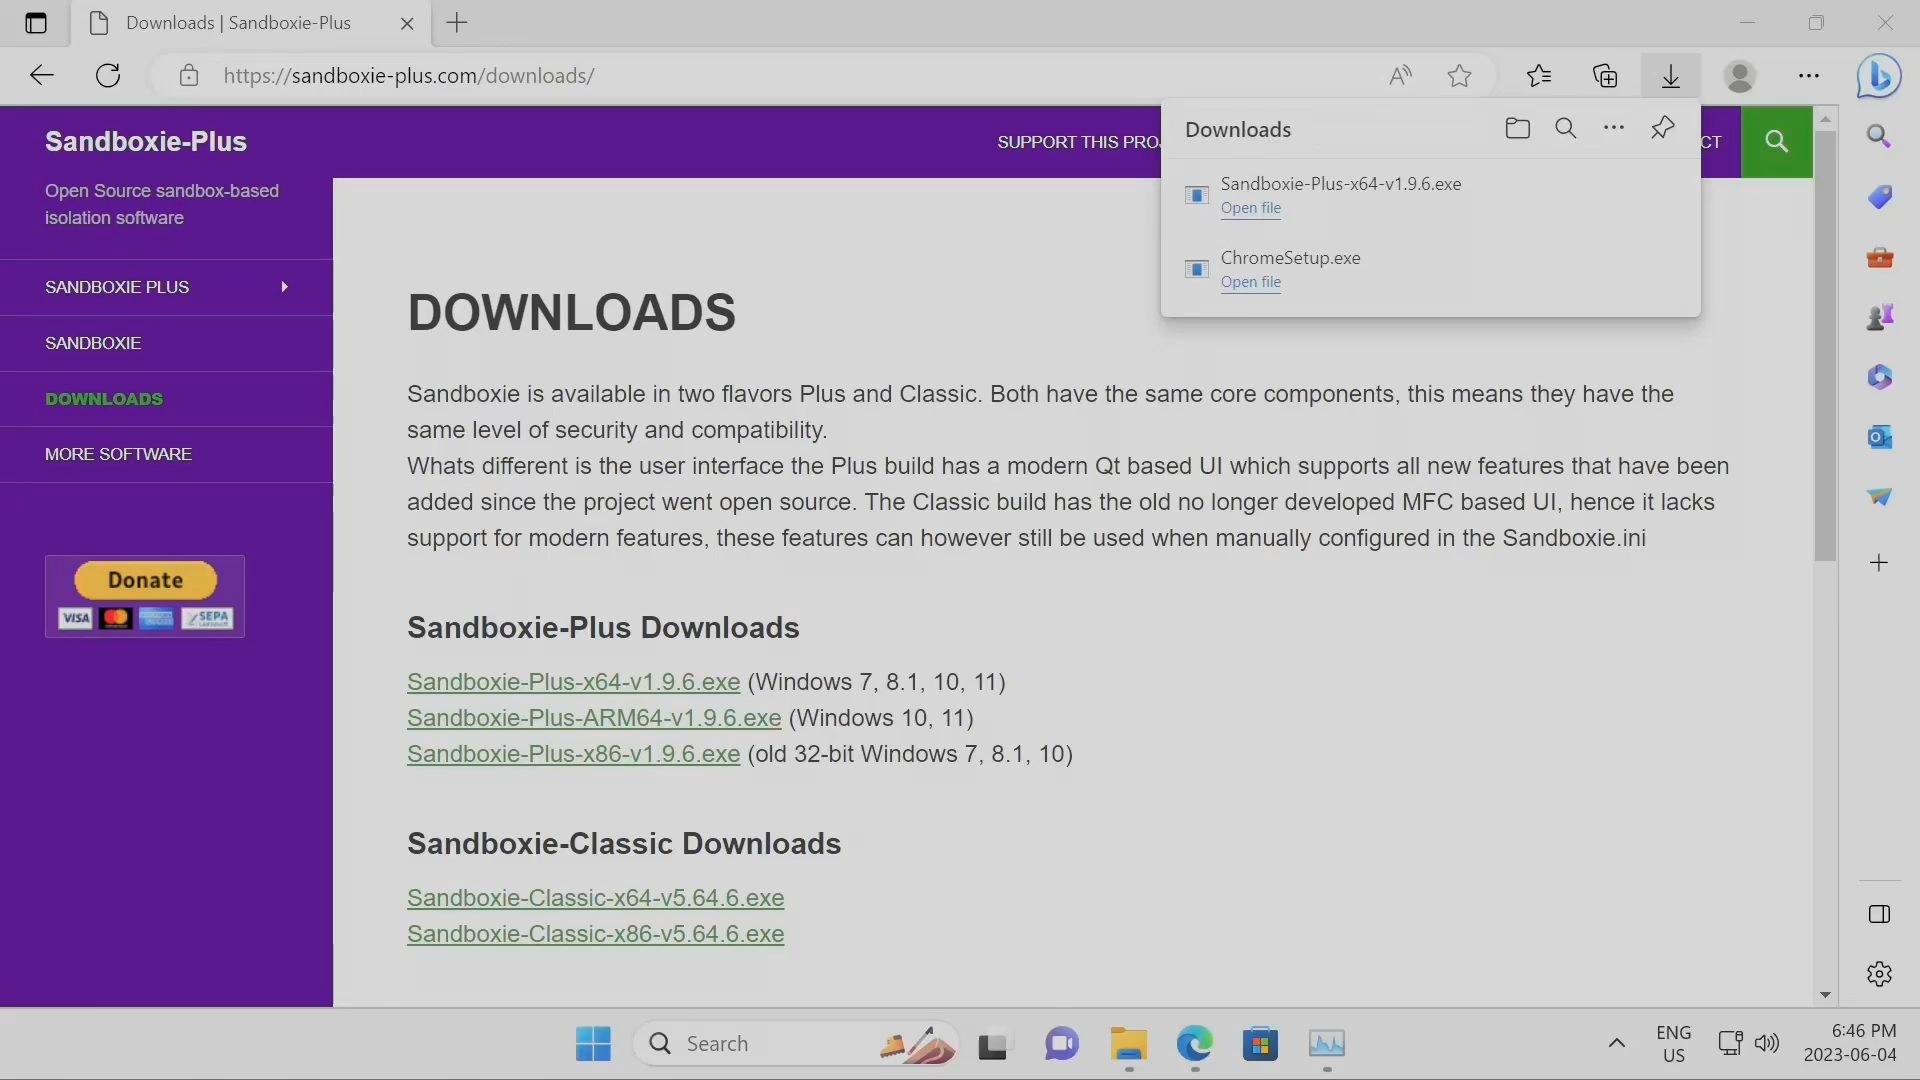 Downloads | Sandboxie-Plus
https://sandboxie-plus.com/downloads/
Sandboxie-Plus
Open Source sandbox-based
isolation software
SANDBOXIE PLUS
SANDBOXIE
DOWNLOADS
MORE SOFTWARE
Donate
VISA
SEPA
SUPPORT THIS PROJ
CT
Downloads
Sandboxie-Plus-x64-v1.9.6.exe
Open file
ChromeSetup.exe
Open file
DOWNLOADS
Sandboxie is available in two flavors Plus and Classic. Both have the same core components, this means they have the
same level of security and compatibility.
Whats different is the user interface the Plus build has a modern Qt based UI which supports all new features that have been
added since the project went open source. The Classic build has the old no longer developed MFC based UI, hence it lacks
support for modern features, these features can however still be used when manually configured in the Sandboxie.ini
Sandboxie-Plus Downloads
Sandboxie-Plus-x64-v1.9.6.exe (Windows 7, 8.1, 10, 11)
Sandboxie-Plus-ARM64-v1.9.6.exe (Windows 10, 11)
Sandboxie-Plus-x86-v1.9.6.exe (old 32-bit Windows 7, 8.1, 10)
Sandboxie-Classic Downloads
Sandboxie-Classic-x64-v5.64.6.exe
Sandboxie-Classic-x86-v5.64.6.exe
Search
ENG
US
6:46 PM
2023-06-04